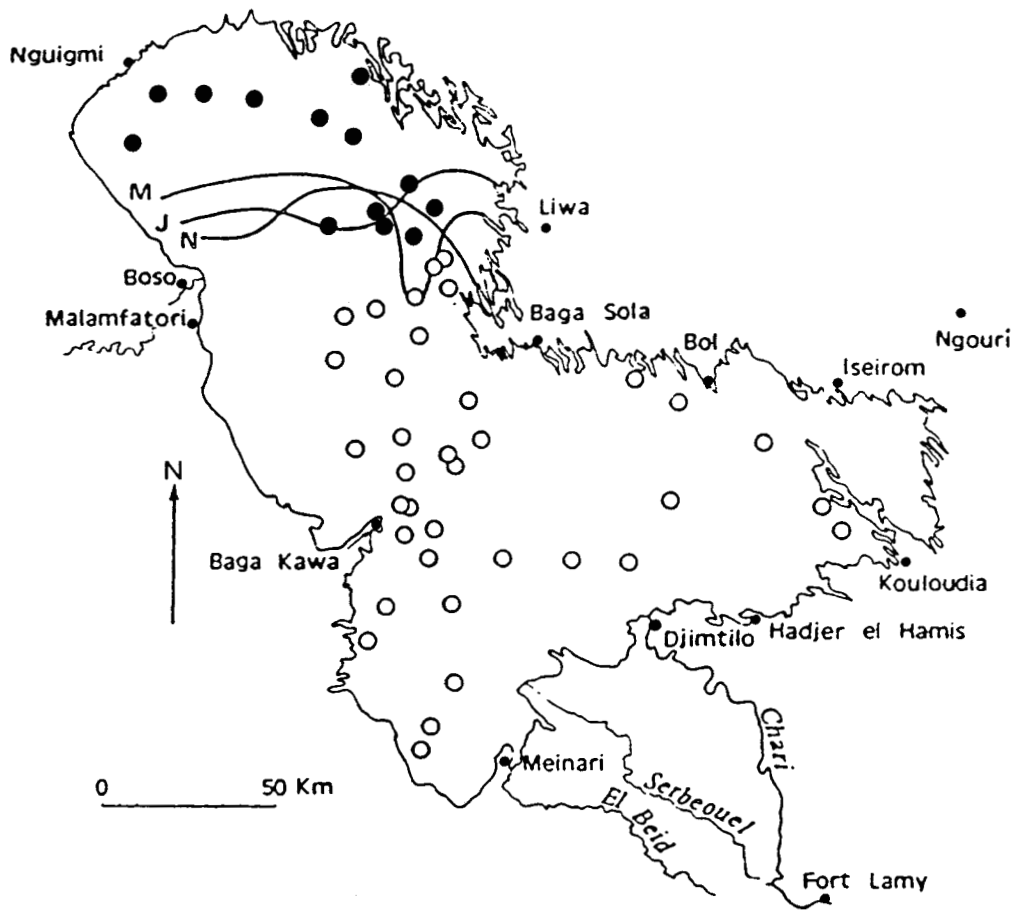 Nguigmi
M
J
N
Liwa
Boso
Malamfatori
Baga Sola
Ngouri
Bol
Iseirom
N
Baga Kawa
Kouloudia
Djimtilo
Hadjer el Hamis
Chari
Meinari
0 50 Km
Serbeouel
El Beid
Fort Lamy